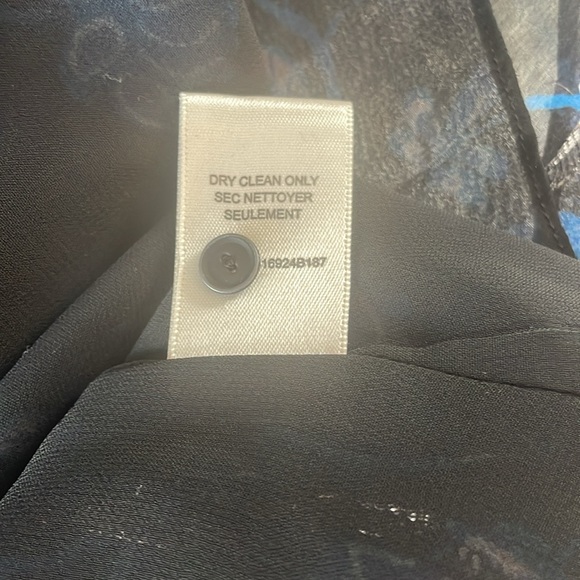 DRY CLEAN ONLY
SEC NETTOYER
SEULEMENT
16924B187